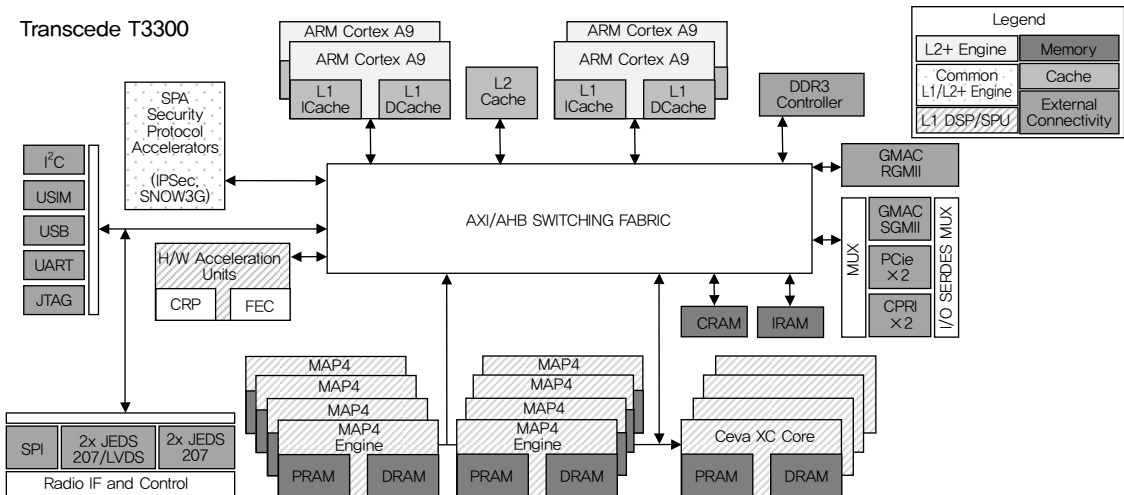 Transcede T3300
ARM Cortex A9
ARM Cortex A9
L1
ICache
L1
DCache
L2
Cache
ARM Cortex A9
ARM Cortex A9
L1
ICache
L1
DCache
DDR3
Controller
Legend
L2+ Engine
Memory
Common
L1/L2+ Engine
Cache
L1 DSP/SPU
External
Connectivity
SPA
Security
Protocol
Accelerators
(IPSec,
SNOW3G)
I²C
USIM
USB
UART
JTAG
AXI/AHB SWITCHING FABRIC
GMAC
RGMII
MUX
GMAC
SGMII
PCie
×2
CPRI
×2
I/O SERDES MUX
H/W Acceleration
Units
CRP
FEC
CRAM
IRAM
MAP4
MAP4
MAP4
MAP4
Engine
PRAM
DRAM
MAP4
MAP4
MAP4
MAP4
Engine
PRAM
DRAM
Ceva XC Core
PRAM
DRAM
SPI
2x JEDS
207/LVDS
2x JEDS
207
Radio IF and Control